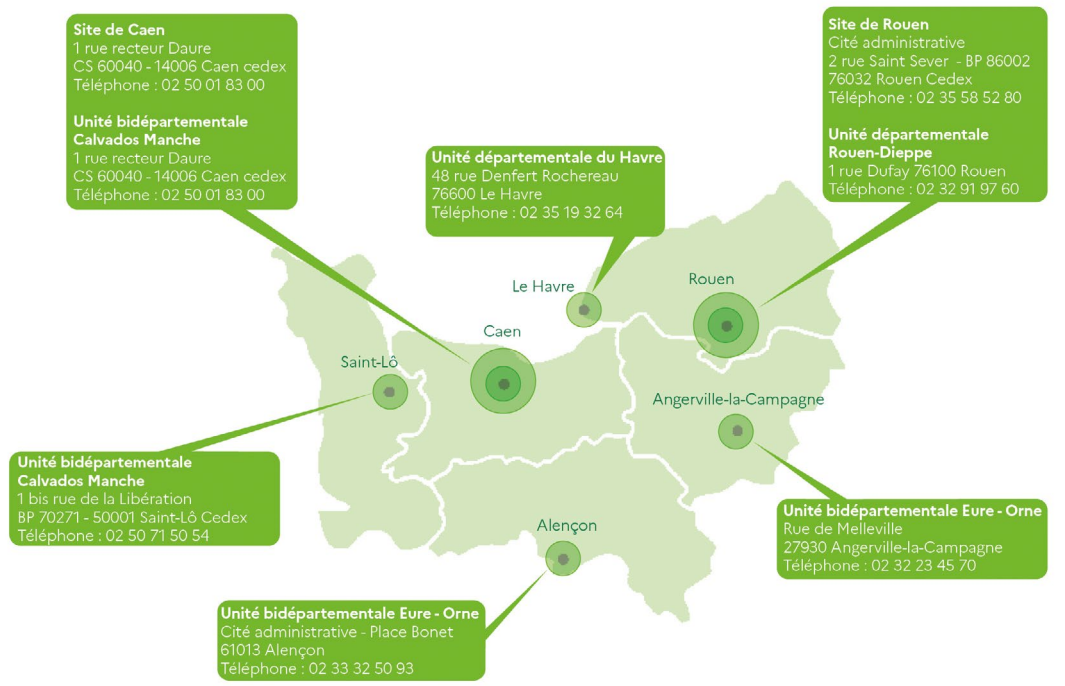 Site de Caen
1 rue recteur Daure
CS 60040 - 14006 Caen cedex
Téléphone : 02 50 01 83 00
Unité bidépartementale
Calvados Manche
1 rue recteur Daure
CS 60040 - 14006 Caen cedex
Téléphone : 02 50 01 83 00
Site de Rouen
Cité administrative
2 rue Saint Sever - BP 86002
76032 Rouen Cedex
Téléphone : 02 35 58 52 80
Unité départementale
Rouen-Dieppe
1 rue Dufay 76100 Rouen
Téléphone : 02 32 91 97 60
Unité départementale du Havre
48 rue Denfert Rochereau
76600 Le Havre
Téléphone : 02 35 19 32 64
Le Havre
Rouen
Caen
Saint-Lô
Angerville-la-Campagne
Unité bidépartementale
Calvados Manche
1 bis rue de la Libération
BP 70271 - 50001 Saint-Lô Cedex
Téléphone : 02 50 71 50 54
Alençon
Unité bidépartementale Eure - Orne
Rue de Melleville
27930 Angerville-la-Campagne
Téléphone : 02 32 23 45 70
Unité bidépartementale Eure - Orne
Cité administrative - Place Bonet
61013 Alençon
Téléphone : 02 33 32 50 93